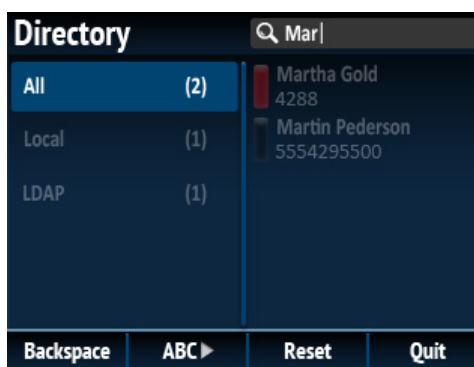 Directory
Mar
All (2)
Local (1)
LDAP (1)
Martha Gold
4288
Martin Pederson
5554295500
Backspace ABC▶ Reset Quit